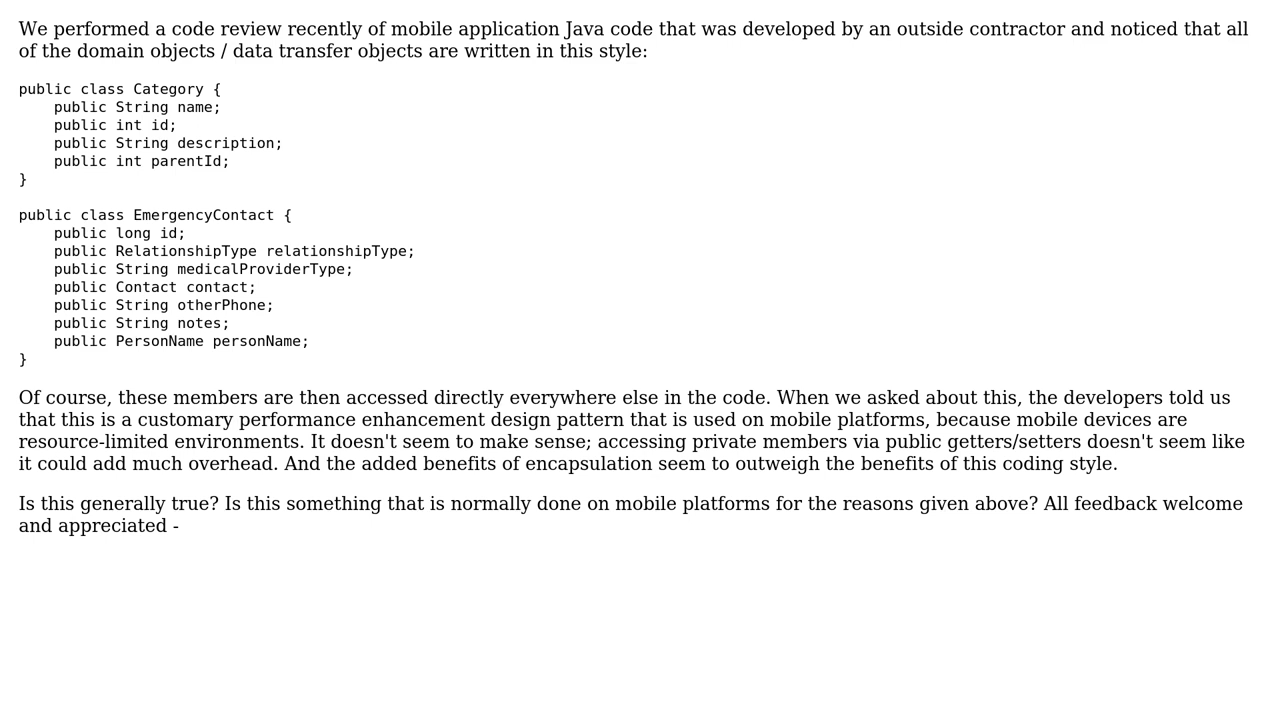 We performed a code review recently of mobile application Java code that was developed by an outside contractor and noticed that all
of the domain objects / data transfer objects are written in this style:
public class Category {
    public String name;
    public int id;
    public String description;
    public int parentId;
}
public class EmergencyContact {
    public long id;
    public RelationshipType relationshipType;
    public String medicalProviderType;
    public Contact contact;
    public String otherPhone;
    public String notes;
    public PersonName personName;
}
Of course, these members are then accessed directly everywhere else in the code. When we asked about this, the developers told us
that this is a customary performance enhancement design pattern that is used on mobile platforms, because mobile devices are
resource-limited environments. It doesn't seem to make sense; accessing private members via public getters/setters doesn't seem like
it could add much overhead. And the added benefits of encapsulation seem to outweigh the benefits of this coding style.
Is this generally true? Is this something that is normally done on mobile platforms for the reasons given above? All feedback welcome
and appreciated -